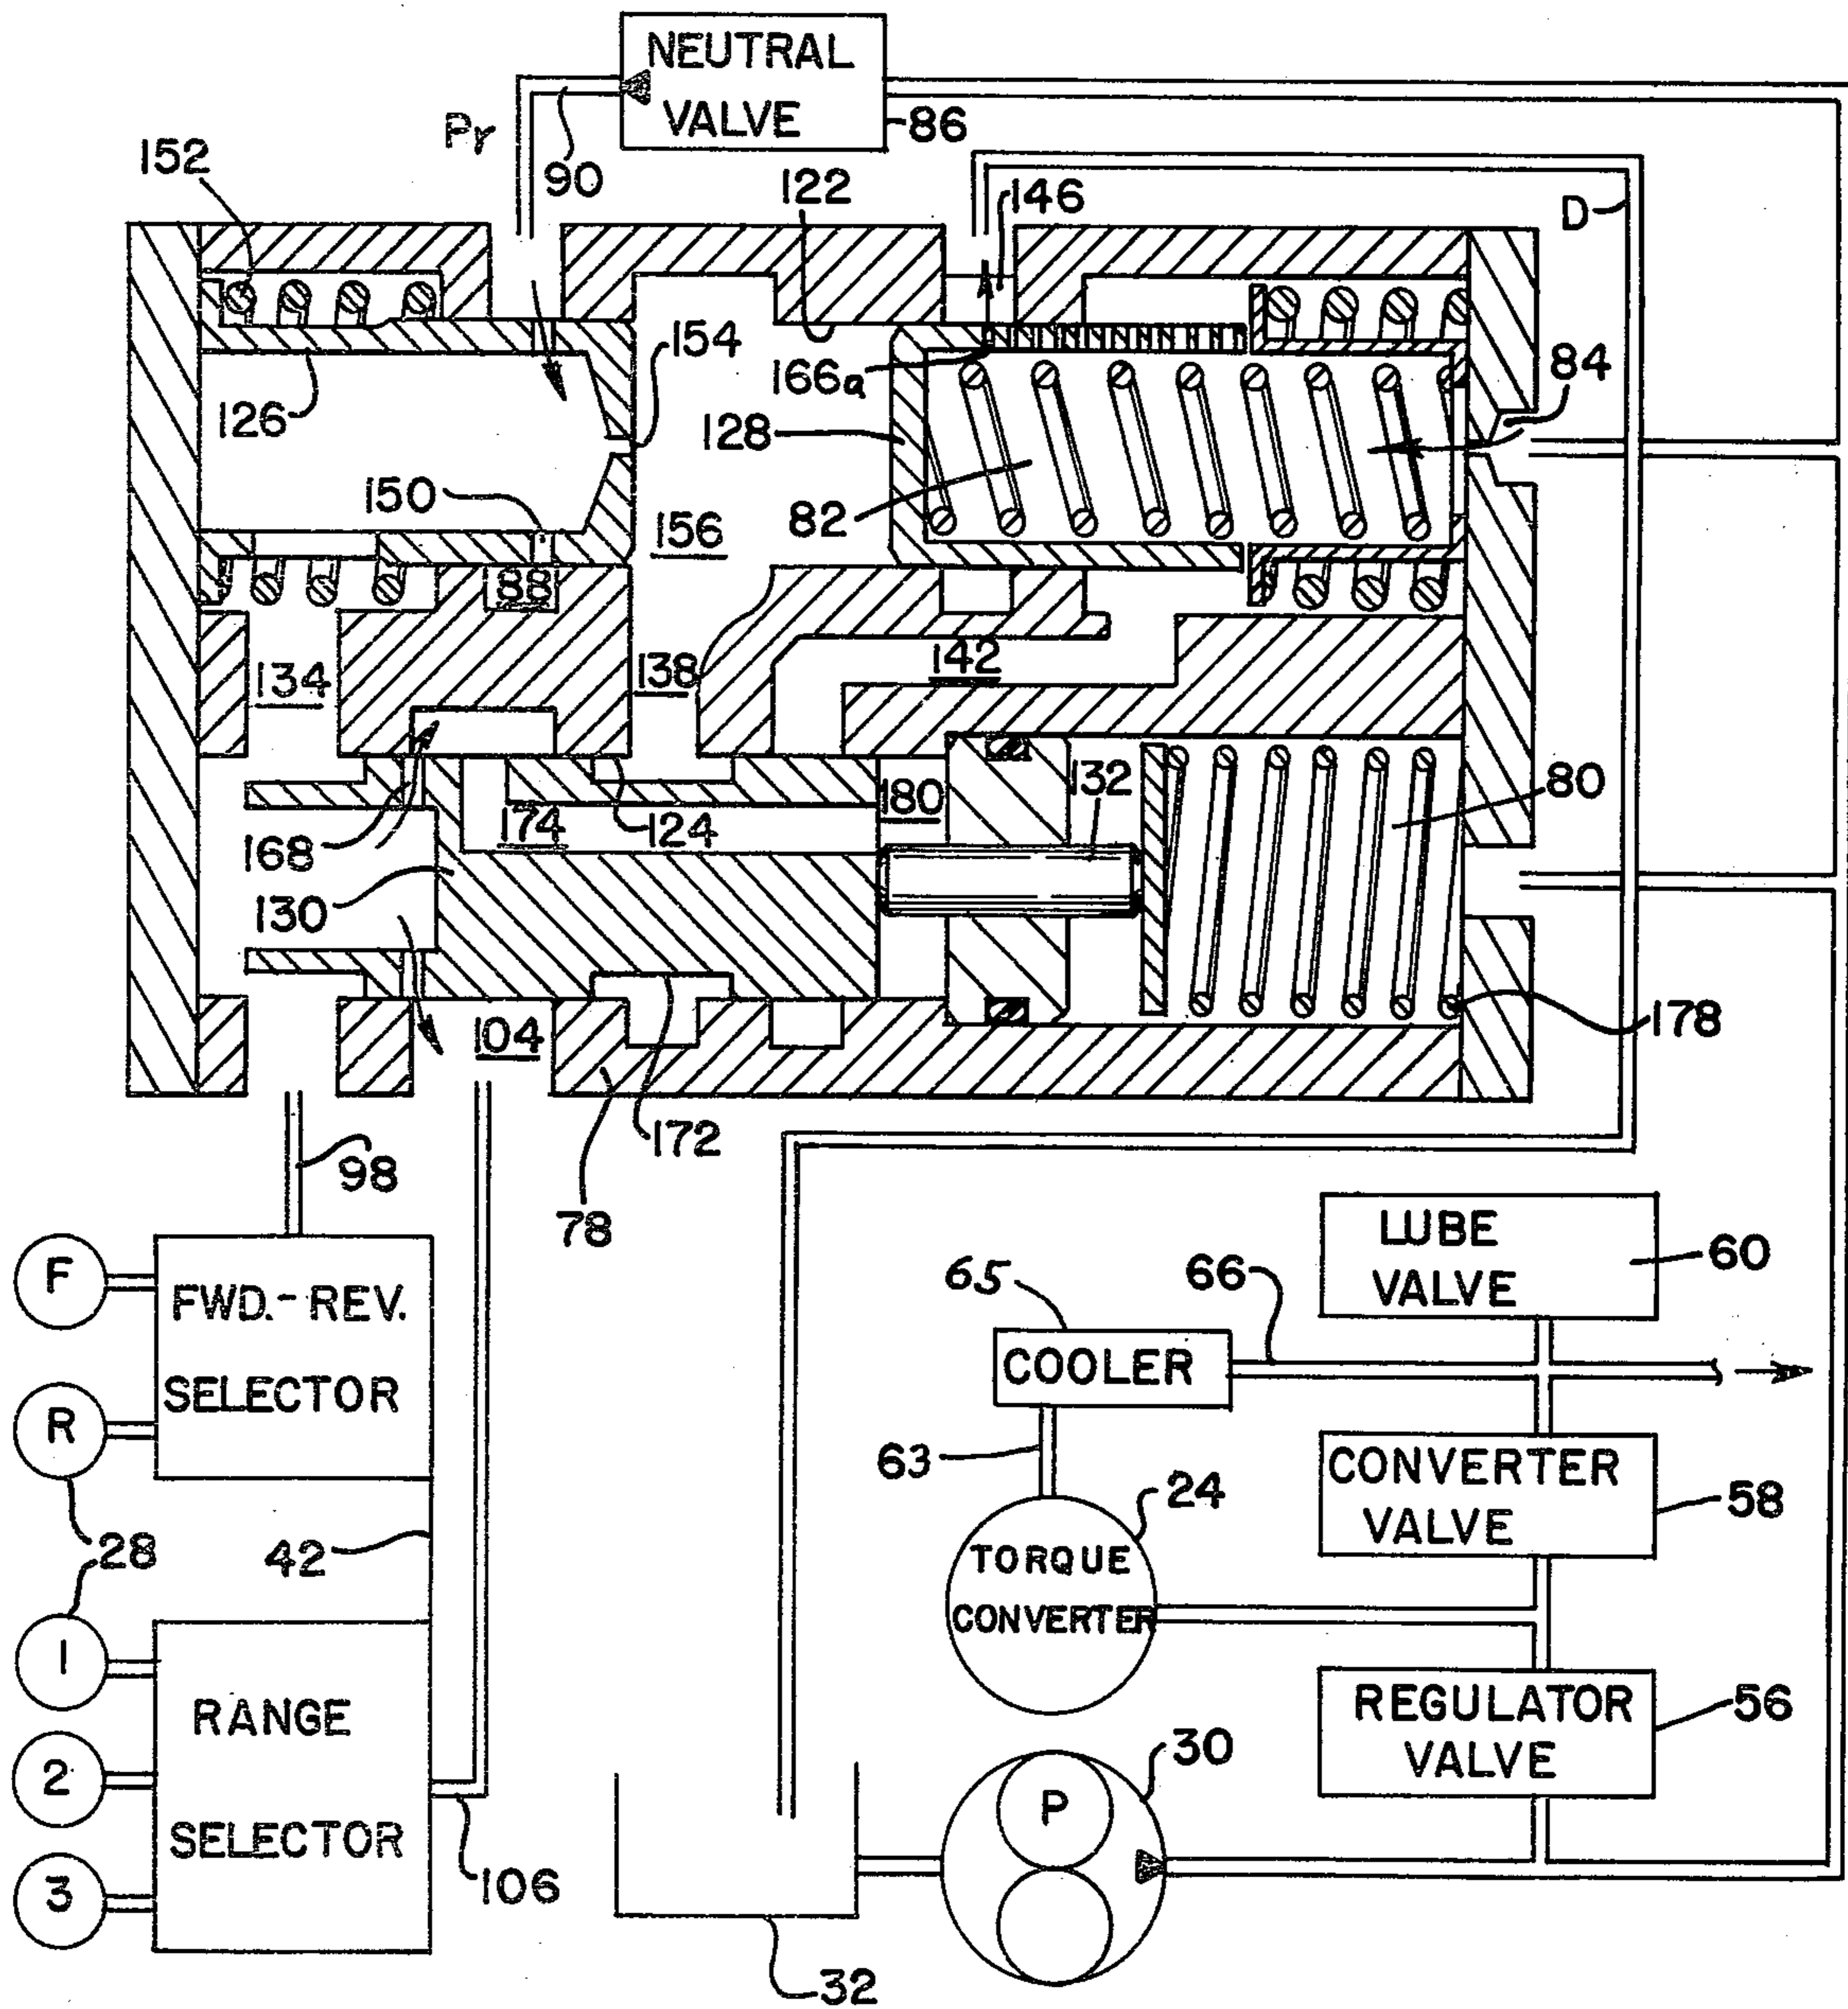 NEUTRAL
VALVE
86
Pr
90
152
122
146
D
154
166a
84
126
128
82
150
156
88
134
138
142
168
174
124
180
132
80
130
104
178
172
98
78
F
FWD.-REV.
SELECTOR
R
28
42
LUBE
VALVE
60
65
66
COOLER
63
CONVERTER
VALVE
58
24
TORQUE
CONVERTER
1
RANGE
SELECTOR
2
3
106
REGULATOR
VALVE
56
30
P
32